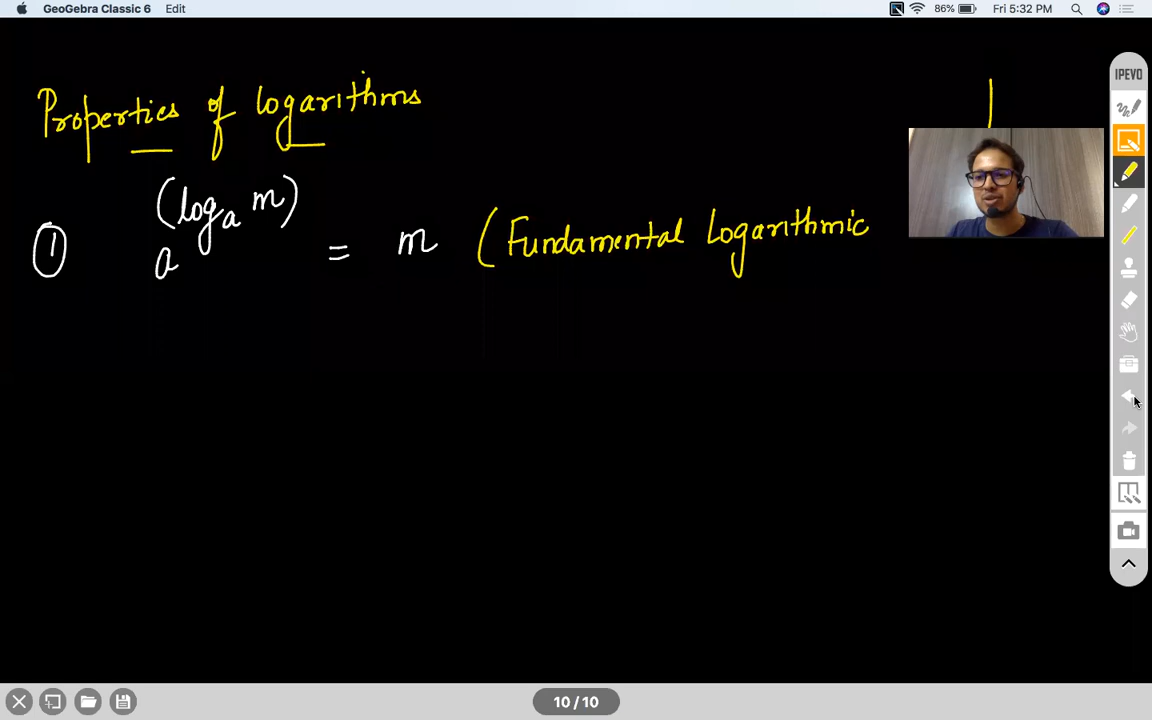 GeoGebra Classic 6 Edit 86% Fri 5:32 PM
IPEVO
Properties of logarithms
① a^(log_a m) = m (Fundamental Logarithmic
10 / 10